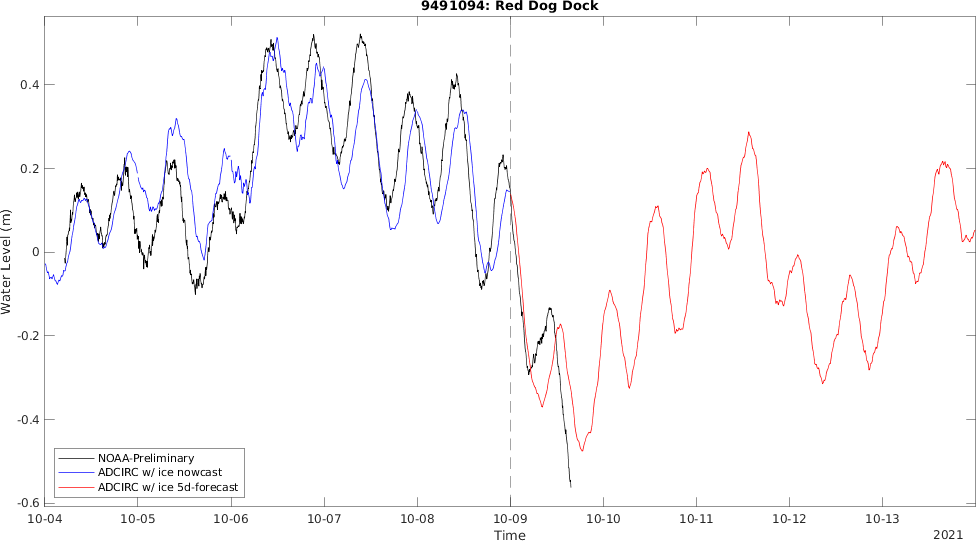 9491094: Red Dog Dock
Water Level (m)
0.4
0.2
0
-0.2
-0.4
-0.6
NOAA-Preliminary
ADCIRC w/ ice nowcast
ADCIRC w/ ice 5d-forecast
10-04 10-05 10-06 10-07 10-08 10-09 10-10 10-11 10-12 10-13
Time
2021